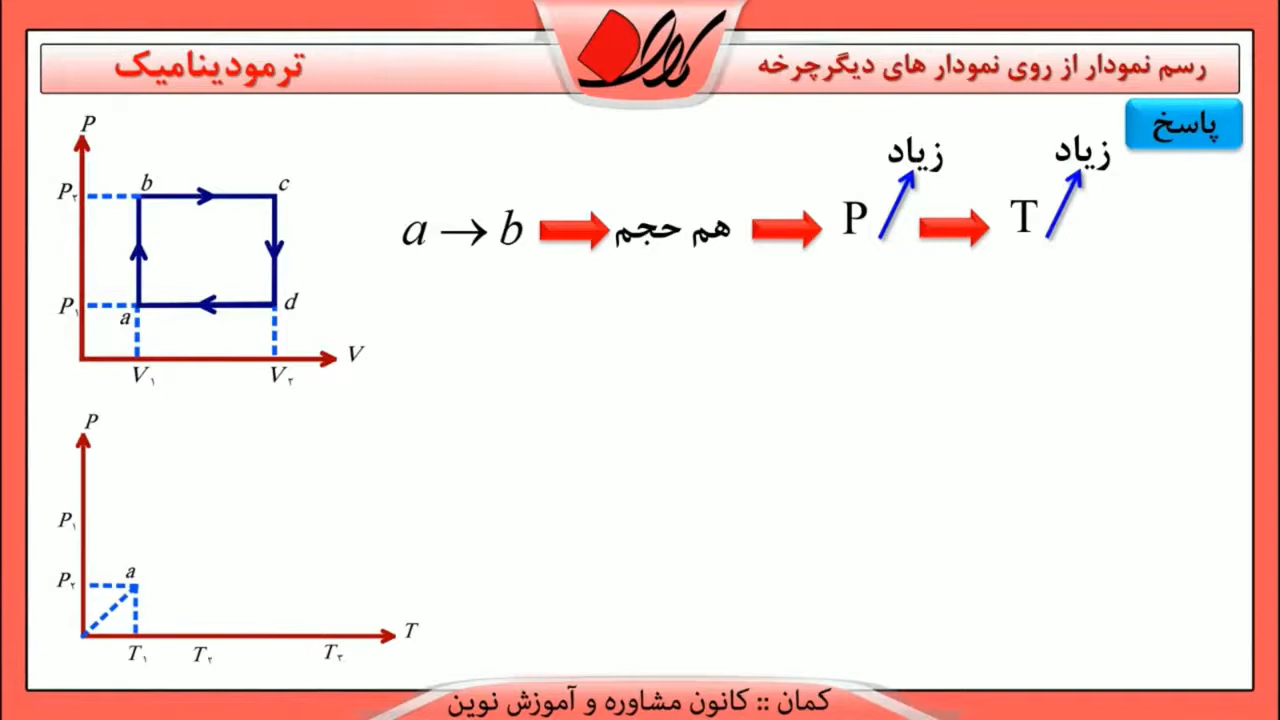 رسم نمودار از روی نمودار های دیگرچرخه
کمان
ترمودینامیک
پاسخ
زیاد
زیاد
a → b هم حجم P T
P
P۲
b
c
P۱
a
d
V
V۱
V۲
P
P۱
P۲
a
T
T۱
T۲
T۳
کمان :: کانون مشاوره و آموزش نوین